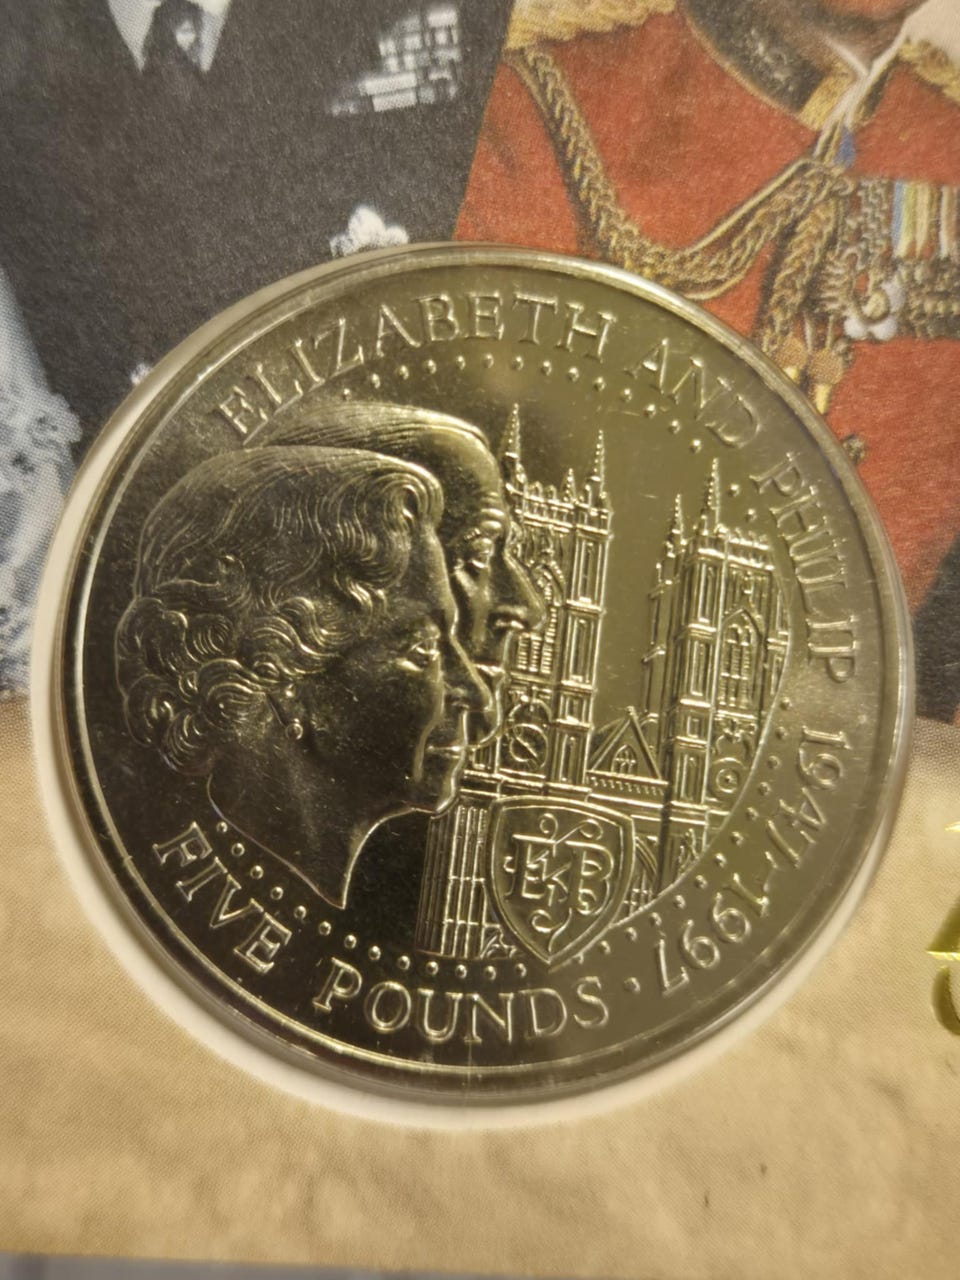 ELIZABETH AND PHILIP 1947-1997
FIVE POUNDS